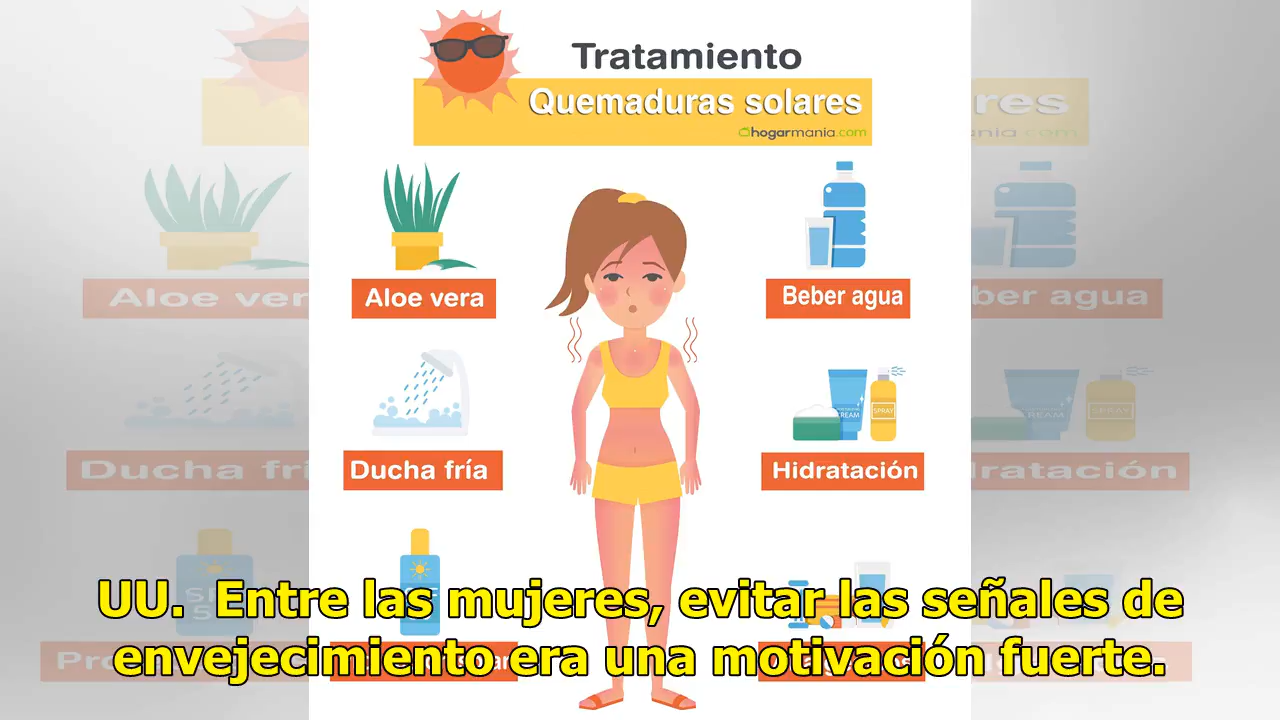 Tratamiento
Quemaduras solares
hogarmania.com
Aloe vera
Beber agua
CREAM
SPRAY
Ducha fría
Hidratación
UU. Entre las mujeres, evitar las señales de
envejecimiento era una motivación fuerte.